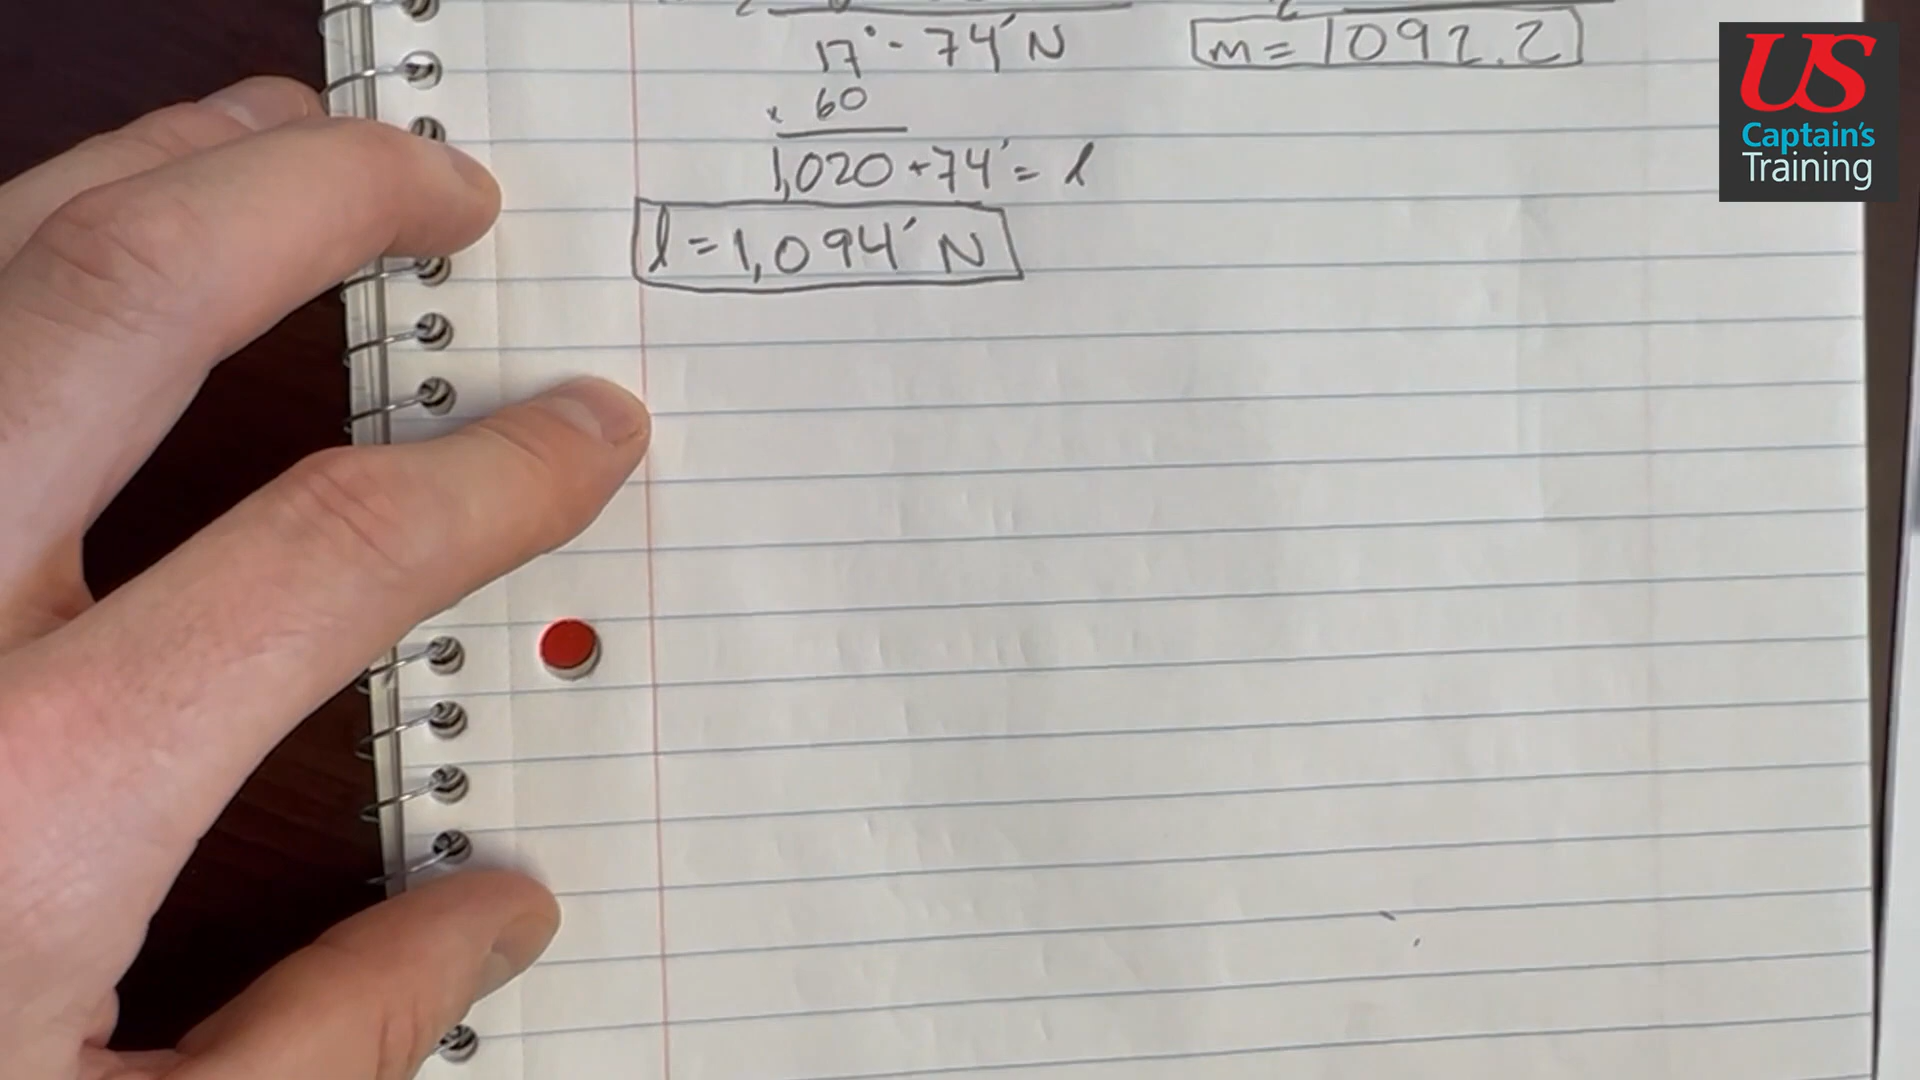 17° - 74' N
m = 1092.2
x 60
1,020 + 74' = l
l = 1,094' N
US
Captain's
Training